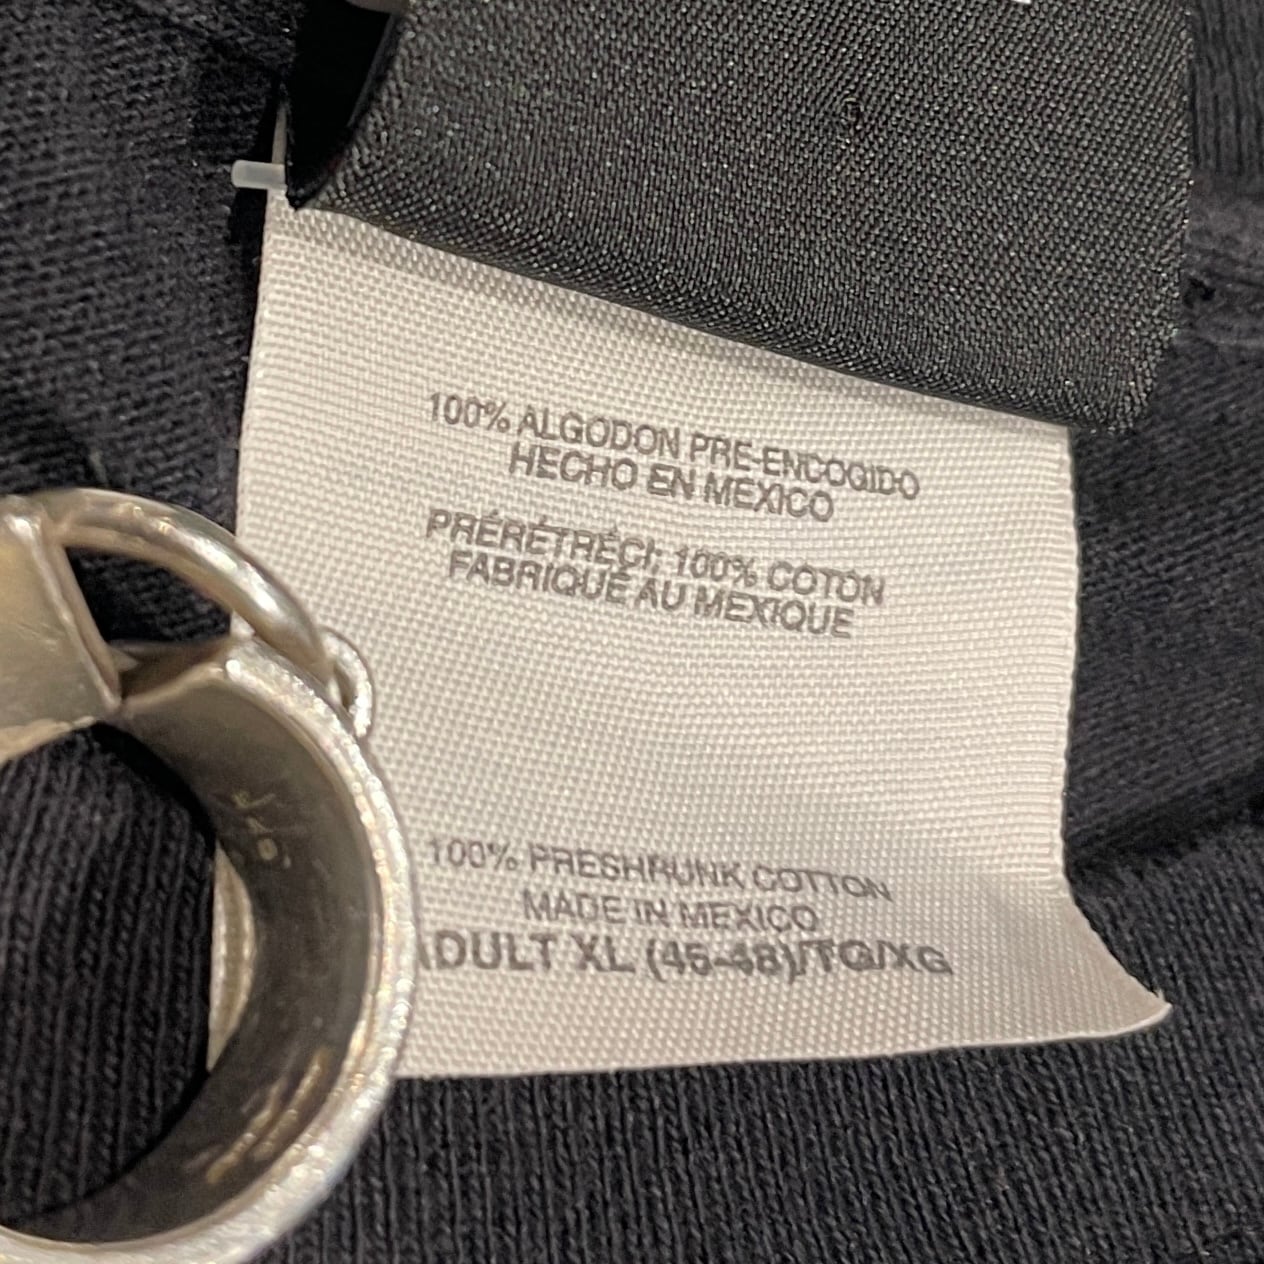 100% ALGODON PRE-ENCOGIDO
HECHO EN MEXICO
PRÉRÉTRÉCI; 100% COTON
FABRIQUÉ AU MEXIQUE
100% PRESHRUNK COTTON
MADE IN MEXICO
ADULT XL (46-48)/TG/XG